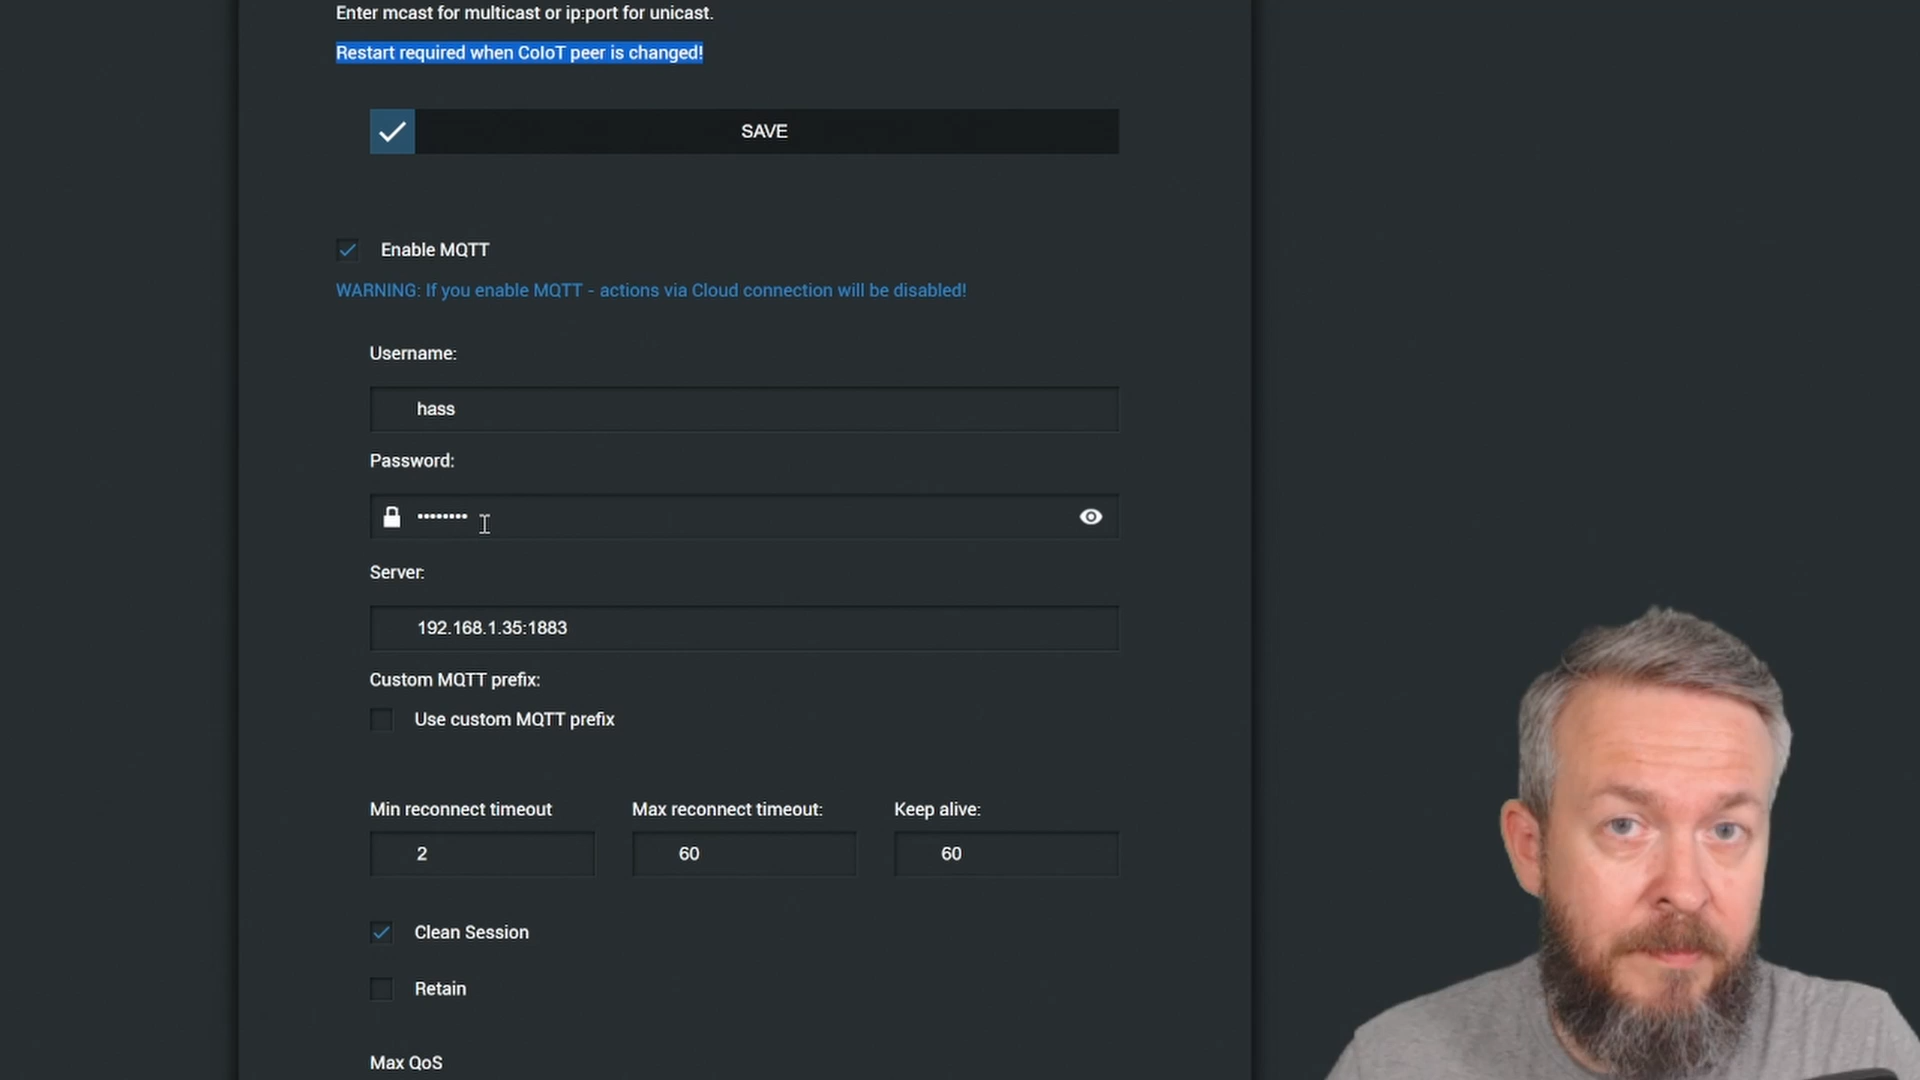 Enter mcast for multicast or ip:port for unicast.
Restart required when CoIoT peer is changed!
SAVE
Enable MQTT
WARNING: If you enable MQTT - actions via Cloud connection will be disabled!
Username:
hass
Password:
••••••••
Server:
192.168.1.35:1883
Custom MQTT prefix:
Use custom MQTT prefix
Min reconnect timeout Max reconnect timeout: Keep alive:
2 60 60
Clean Session
Retain
Max QoS